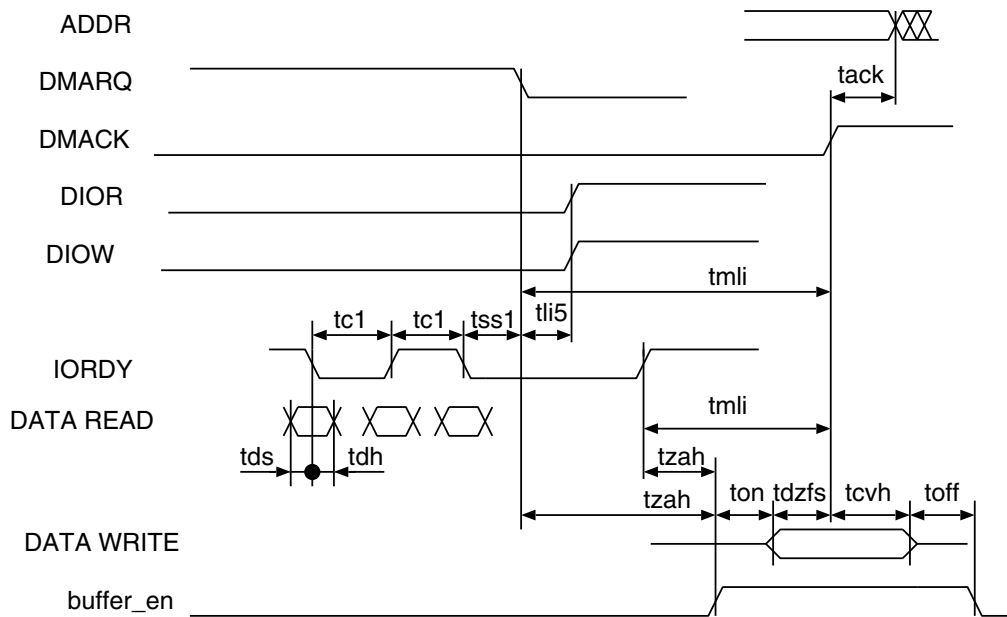 ADDR
DMARQ
tack
DMACK
DIOR
DIOW
tmli
tc1 tc1 tss1 tli5
IORDY
DATA READ
tmli
tds tdh
tzah
tzah ton tdzfs tcvh toff
DATA WRITE
buffer_en